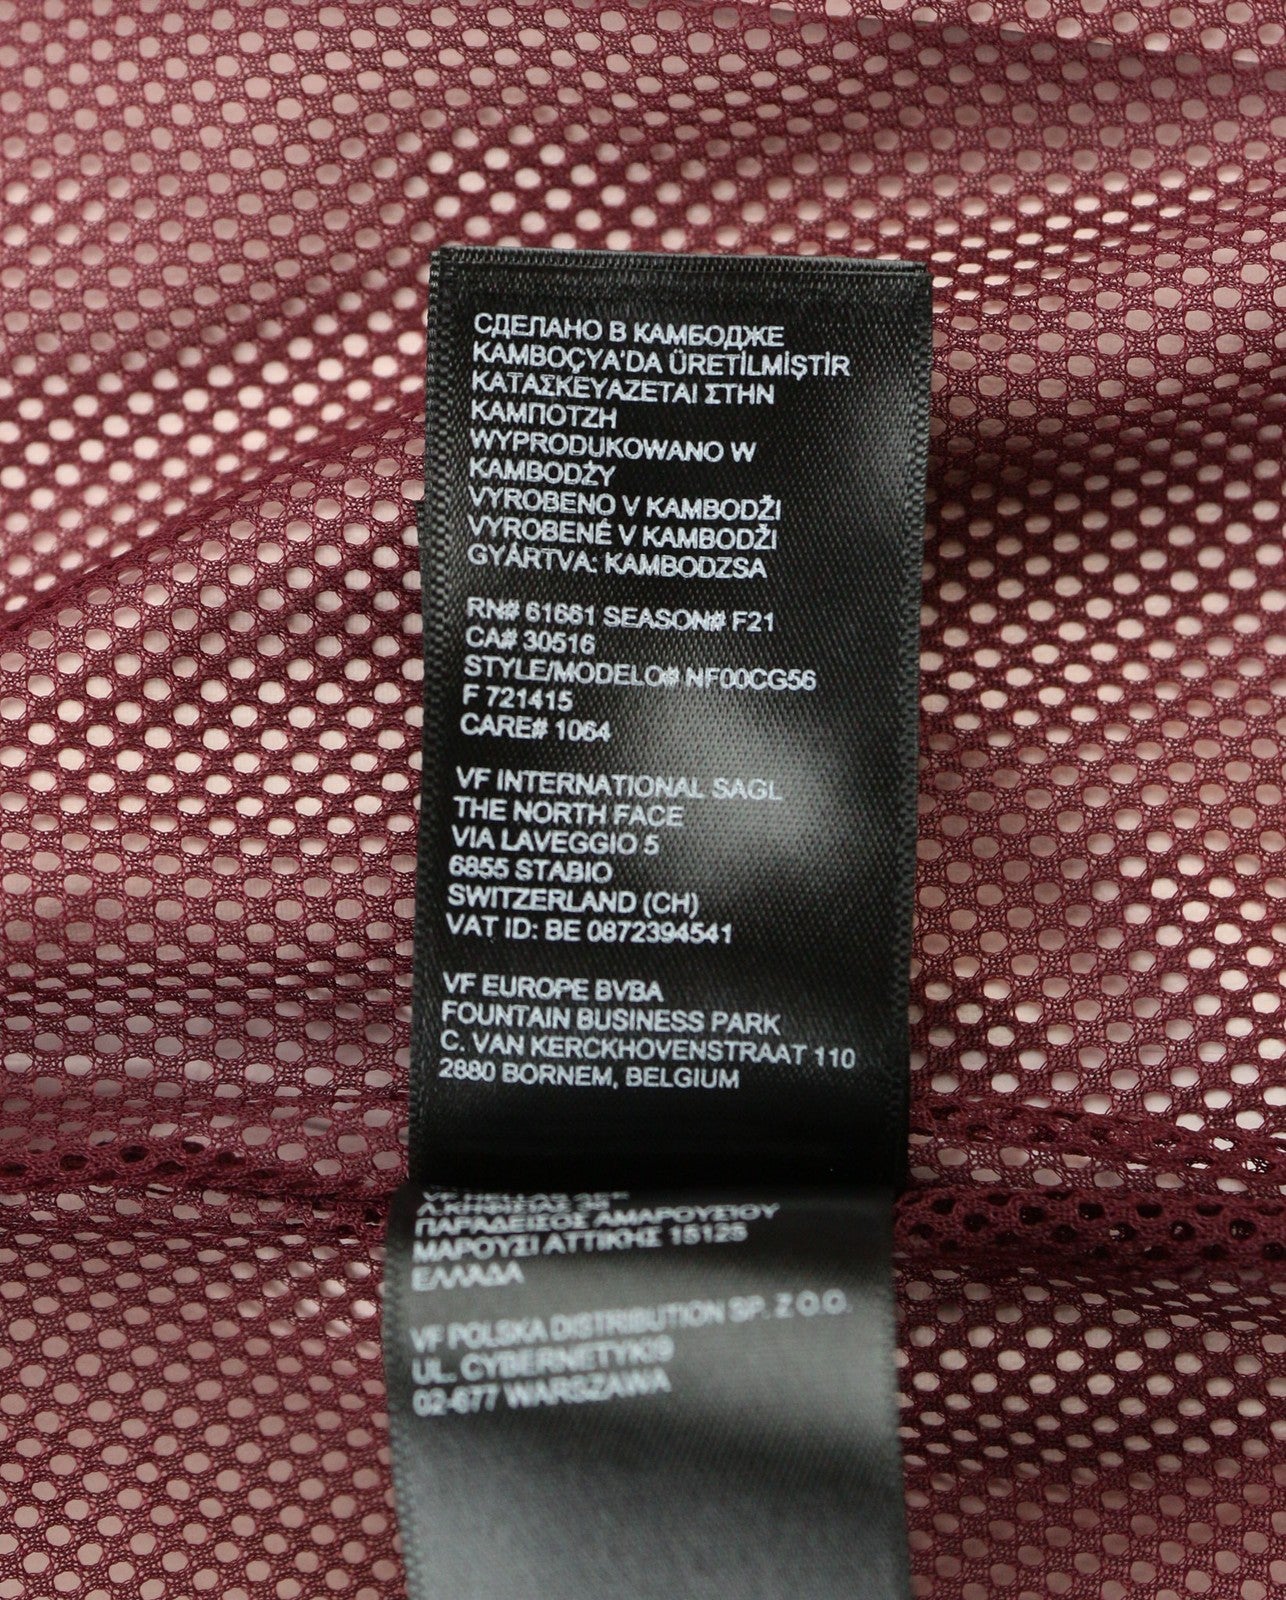 СДЕЛАНО В КАМБОДЖЕ
KAMBOÇYA'DA ÜRETİLMİŞTİR
ΚΑΤΑΣΚΕΥΑΖΕΤΑΙ ΣΤΗΝ
ΚΑΜΠΟΤΖΗ
WYPRODUKOWANO W
KAMBODŻY
VYROBENO V KAMBODŽI
VYROBENÉ V KAMBODŽI
GYÁRTVA: KAMBODZSA
RN# 61661 SEASON# F21
CA# 30516
STYLE/MODELO# NF00CG56
F 721415
CARE# 1064
VF INTERNATIONAL SAGL
THE NORTH FACE
VIA LAVEGGIO 5
6855 STABIO
SWITZERLAND (CH)
VAT ID: BE 0872394541
VF EUROPE BVBA
FOUNTAIN BUSINESS PARK
C. VAN KERCKHOVENSTRAAT 110
2880 BORNEM, BELGIUM
VF HELLAS
Λ.ΚΗΦΙΣΙΑΣ
ΠΑΡΑΔΕΙΣΟΣ ΑΜΑΡΟΥΣΙΟΥ
ΜΑΡΟΥΣΙ ΑΤΤΙΚΗΣ 15125
ΕΛΛΑΔΑ
VF POLSKA DISTRIBUTION SP. Z O.O.
UL. CYBERNETYKI9
02-677 WARSZAWA